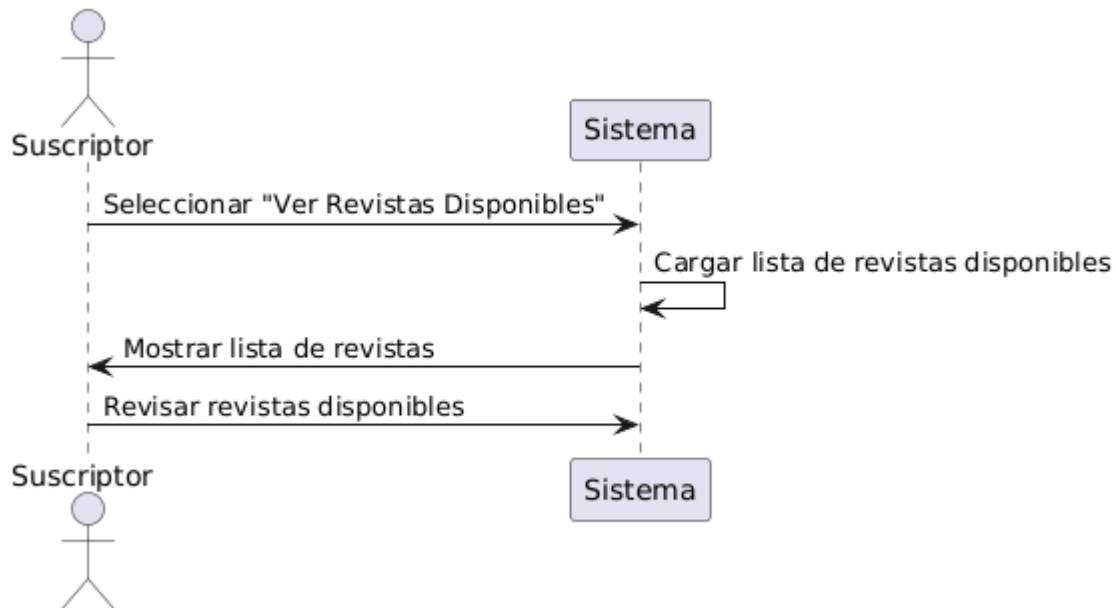 Suscriptor
Sistema
Seleccionar "Ver Revistas Disponibles"
Cargar lista de revistas disponibles
Mostrar lista de revistas
Revisar revistas disponibles
Suscriptor
Sistema